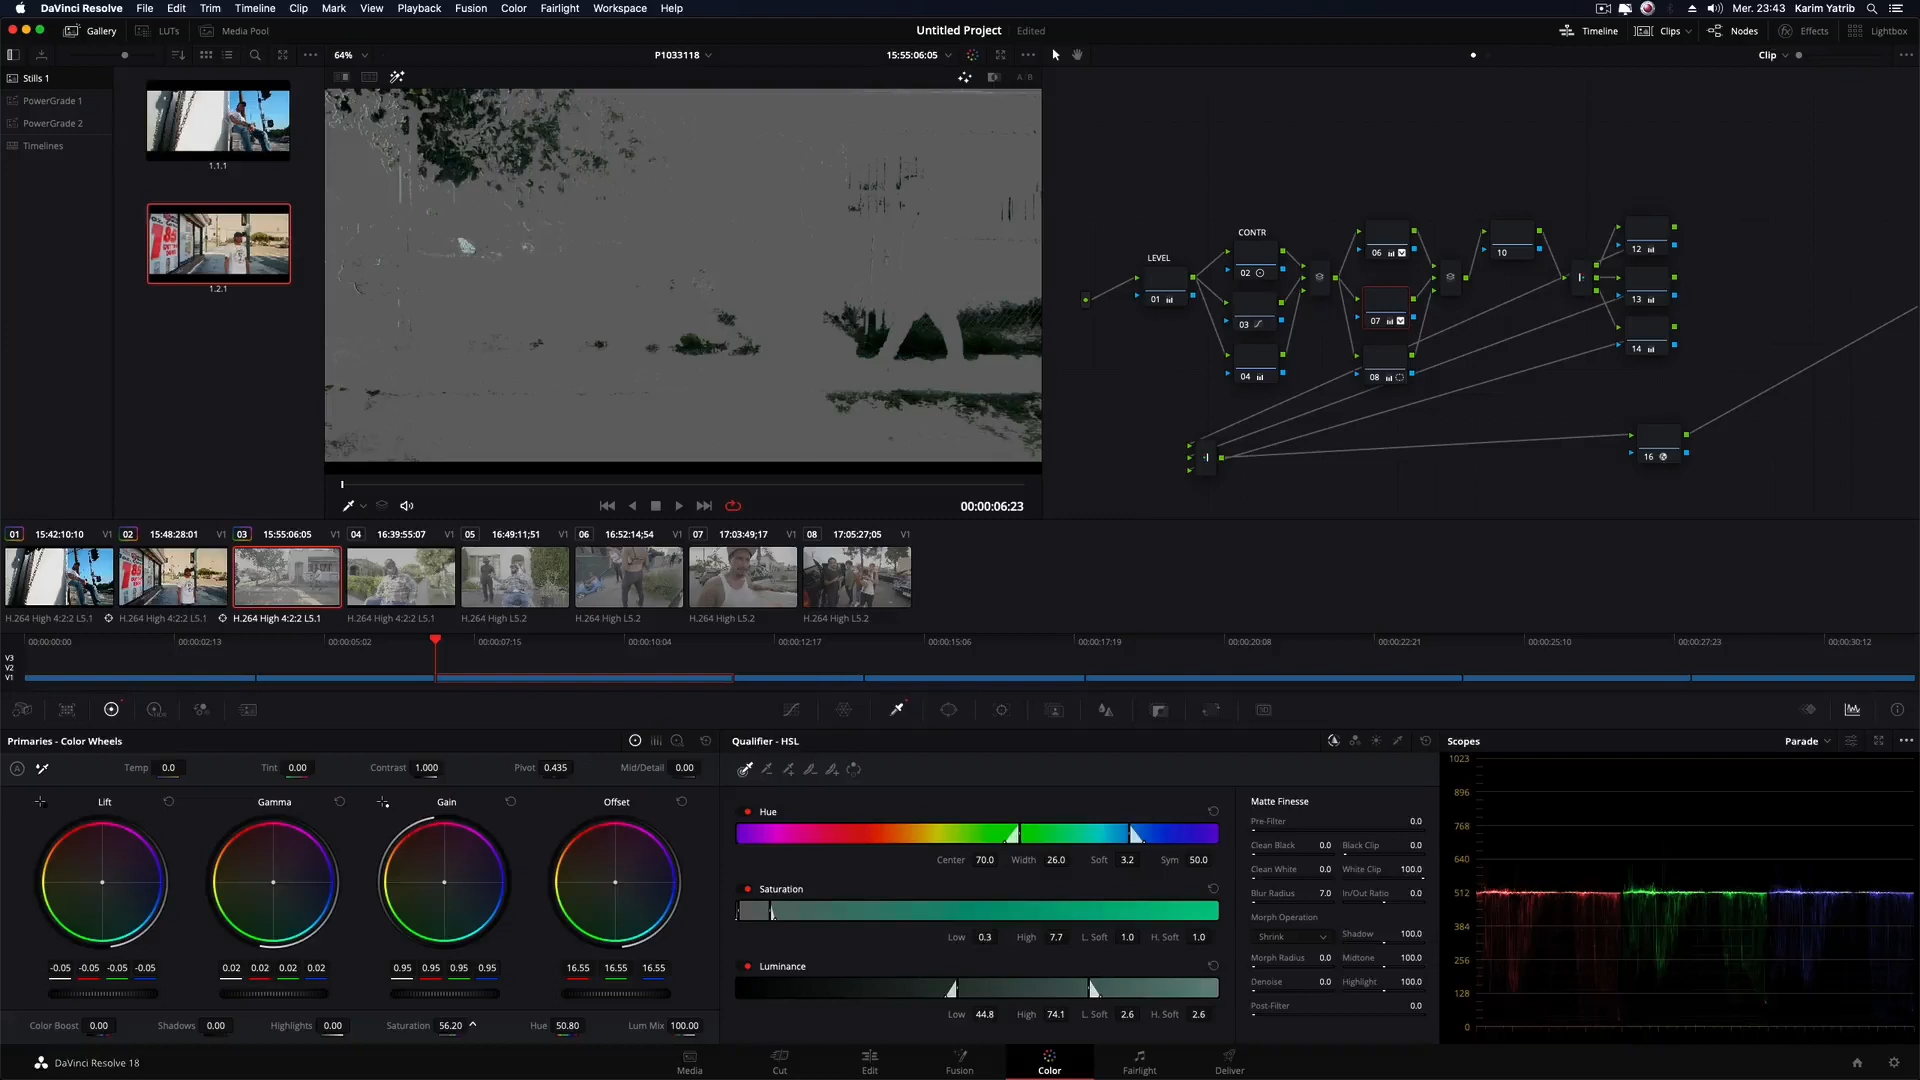 DaVinci Resolve File Edit Trim Timeline Clip Mark View Playback Fusion Color Fairlight Workspace Help Mer. 23:43 Karim Yatrib
Gallery LUTs Media Pool Untitled Project Edited Timeline Clips Nodes Effects Lightbox
64% P1033118 15:55:06:05 Clip
A/B
Stills 1
PowerGrade 1
PowerGrade 2
Timelines
1.1.1
1.2.1
LEVEL
CONTR
01
02
03
04
06
07
08
10
12
13
14
16
00:00:06:23
01 15:42:10:10 V1 02 15:48:28:01 V1 03 15:55:06:05 V1 04 16:39:55:07 V1 05 16:49:11;51 V1 06 16:52:14;54 V1 07 17:03:49;17 V1 08 17:05:27;05 V1
H.264 High 4:2:2 L5.1 H.264 High 4:2:2 L5.1 H.264 High 4:2:2 L5.1 H.264 High 4:2:2 L5.1 H.264 High L5.2 H.264 High L5.2 H.264 High L5.2 H.264 High L5.2
00:00:00:00 00:00:02:13 00:00:05:02 00:00:07:15 00:00:10:04 00:00:12:17 00:00:15:06 00:00:17:19 00:00:20:08 00:00:22:21 00:00:25:10 00:00:27:23 00:00:30:12
V3
V2
V1
Primaries - Color Wheels
Temp 0.0 Tint 0.00 Contrast 1.000 Pivot 0.435 Mid/Detail 0.00
Lift Gamma Gain Offset
-0.05 -0.05 -0.05 -0.05 0.02 0.02 0.02 0.02 0.95 0.95 0.95 0.95 16.55 16.55 16.55
Color Boost 0.00 Shadows 0.00 Highlights 0.00 Saturation 56.20 Hue 50.80 Lum Mix 100.00
Qualifier - HSL
Hue
Center 70.0 Width 26.0 Soft 3.2 Sym 50.0
Saturation
Low 0.3 High 7.7 L. Soft 1.0 H. Soft 1.0
Luminance
Low 44.8 High 74.1 L. Soft 2.6 H. Soft 2.6
Matte Finesse
Pre-Filter 0.0
Clean Black 0.0 Black Clip 0.0
Clean White 0.0 White Clip 100.0
Blur Radius 7.0 In/Out Ratio 0.0
Morph Operation
Shrink Shadow 100.0
Morph Radius 0.0 Midtone 100.0
Denoise 0.0 Highlight 100.0
Post-Filter 0.0
Scopes Parade
1023
896
768
640
512
384
256
128
0
DaVinci Resolve 18 Media Cut Edit Fusion Color Fairlight Deliver